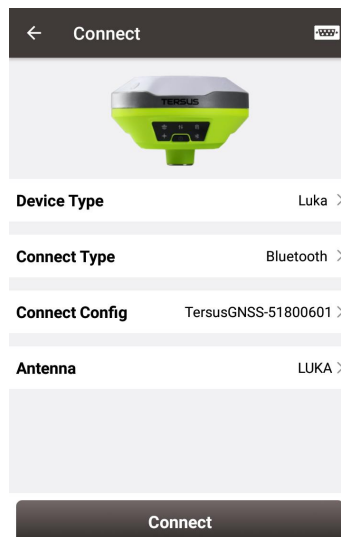 Connect
TERSUS
Device Type Luka
Connect Type Bluetooth
Connect Config TersusGNSS-51800601
Antenna LUKA
Connect